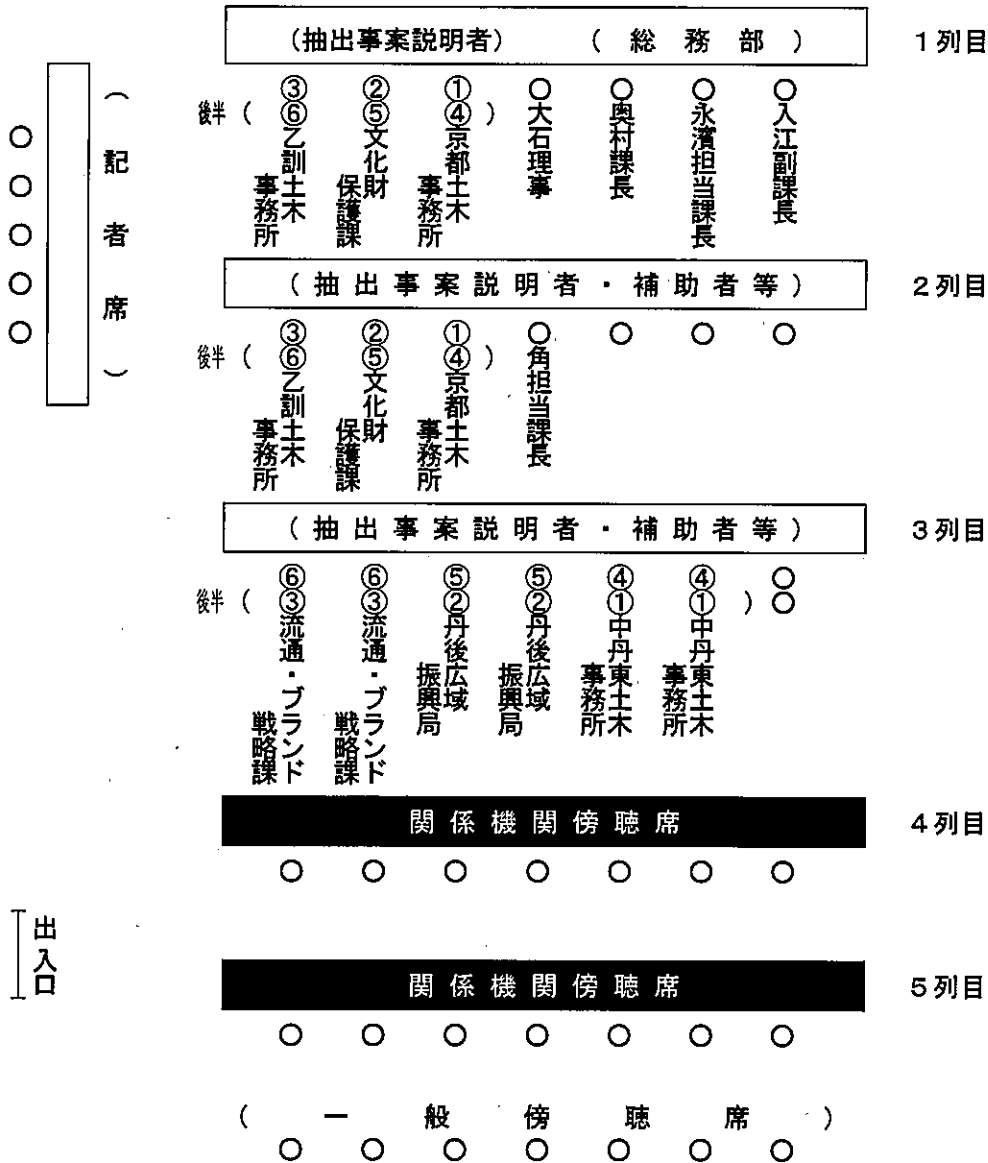 （抽出事案説明者）　（総務部）　1列目
③ ② ① ○ ○ ○ ○
後半（⑥乙訓土木事務所 ⑤文化財保護課 ④京都土木事務所）大石理事 奥村課長 永濱担当課長 入江副課長
（記者席）
○
○
○
○
○
（抽出事案説明者・補助者等）　2列目
③ ② ① ○ ○ ○ ○
後半（⑥乙訓土木事務所 ⑤文化財保護課 ④京都土木事務所）角担当課長
（抽出事案説明者・補助者等）　3列目
⑥ ⑥ ⑤ ⑤ ④ ④ ○
後半（③流通・ブランド戦略課 ③流通・ブランド戦略課 ②丹後広域振興局 ②丹後広域振興局 ①中丹東土木事務所 ①中丹東土木事務所）○
関係機関傍聴席　4列目
○ ○ ○ ○ ○ ○ ○
出入口
関係機関傍聴席　5列目
○ ○ ○ ○ ○ ○ ○
（一般傍聴席）
○ ○ ○ ○ ○ ○ ○